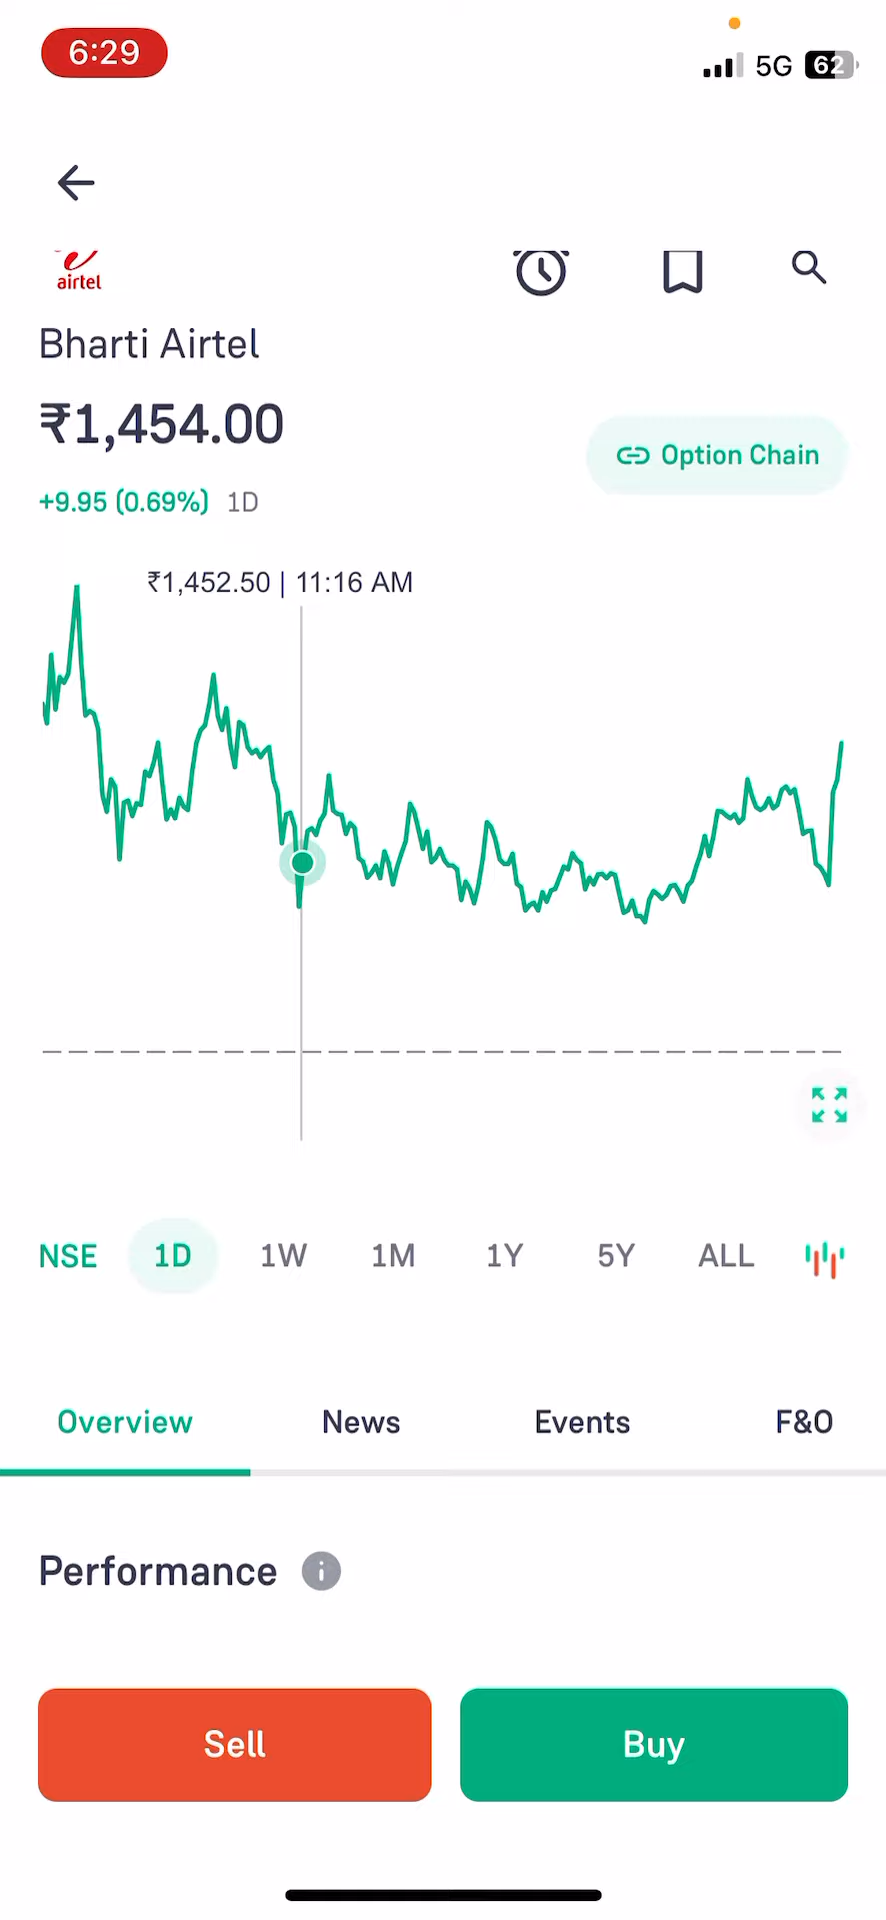 6:29
5G 62
airtel
Bharti Airtel
₹1,454.00
Option Chain
+9.95 (0.69%) 1D
₹1,452.50 | 11:16 AM
NSE 1D 1W 1M 1Y 5Y ALL
Overview News Events F&O
Performance
Sell Buy